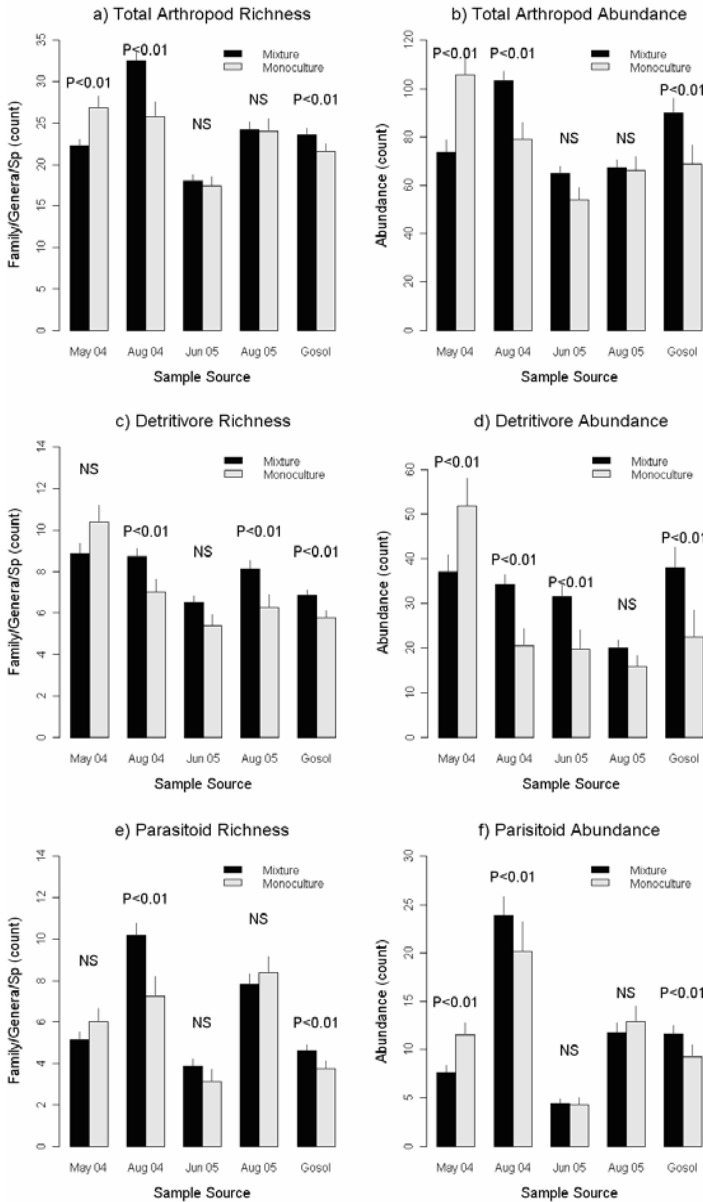 a) Total Arthropod Richness
Family/Genera/Sp (count)
0 5 10 15 20 25 30 35
Mixture
Monoculture
P<0.01
P<0.01
NS
NS
P<0.01
May 04 Aug 04 Jun 05 Aug 05 Gosol
Sample Source
b) Total Arthropod Abundance
Abundance (count)
0 20 40 60 80 100 120
Mixture
Monoculture
P<0.01
P<0.01
NS
NS
P<0.01
May 04 Aug 04 Jun 05 Aug 05 Gosol
Sample Source
c) Detritivore Richness
Family/Genera/Sp (count)
0 2 4 6 8 10 12 14
Mixture
Monoculture
NS
P<0.01
NS
P<0.01
P<0.01
May 04 Aug 04 Jun 05 Aug 05 Gosol
Sample Source
d) Detritivore Abundance
Abundance (count)
0 10 20 30 40 50 60
Mixture
Monoculture
P<0.01
P<0.01
P<0.01
NS
P<0.01
May 04 Aug 04 Jun 05 Aug 05 Gosol
Sample Source
e) Parasitoid Richness
Family/Genera/Sp (count)
0 2 4 6 8 10 12 14
Mixture
Monoculture
NS
P<0.01
NS
NS
P<0.01
May 04 Aug 04 Jun 05 Aug 05 Gosol
Sample Source
f) Parisitoid Abundance
Abundance (count)
0 5 10 15 20 25 30
Mixture
Monoculture
P<0.01
P<0.01
NS
NS
P<0.01
May 04 Aug 04 Jun 05 Aug 05 Gosol
Sample Source